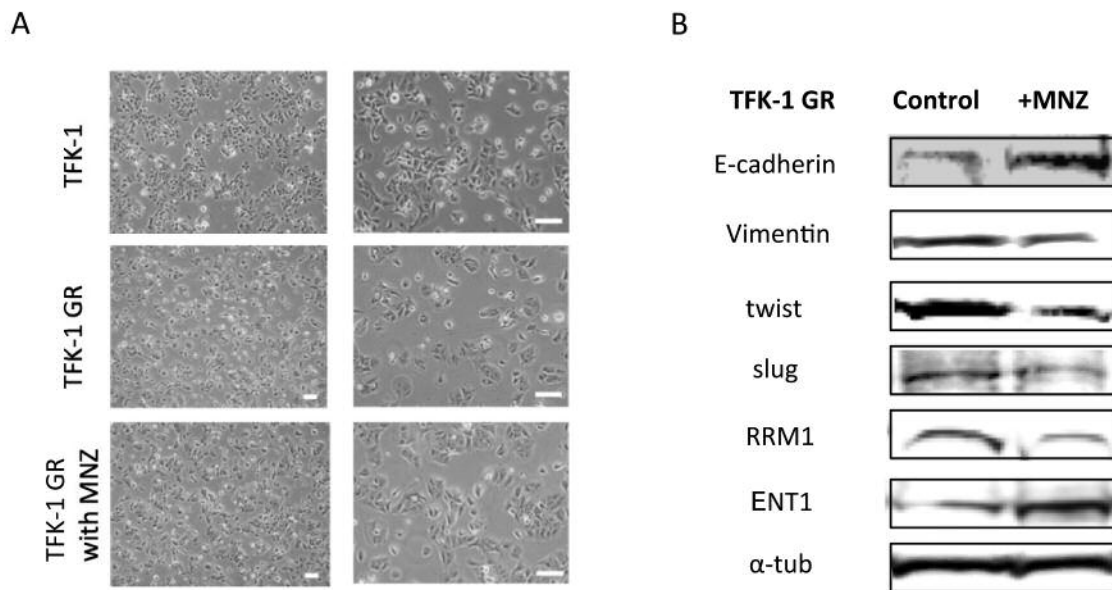 A
B
TFK-1
TFK-1 GR
TFK-1 GR
with MNZ
TFK-1 GR Control +MNZ
E-cadherin
Vimentin
twist
slug
RRM1
ENT1
α-tub